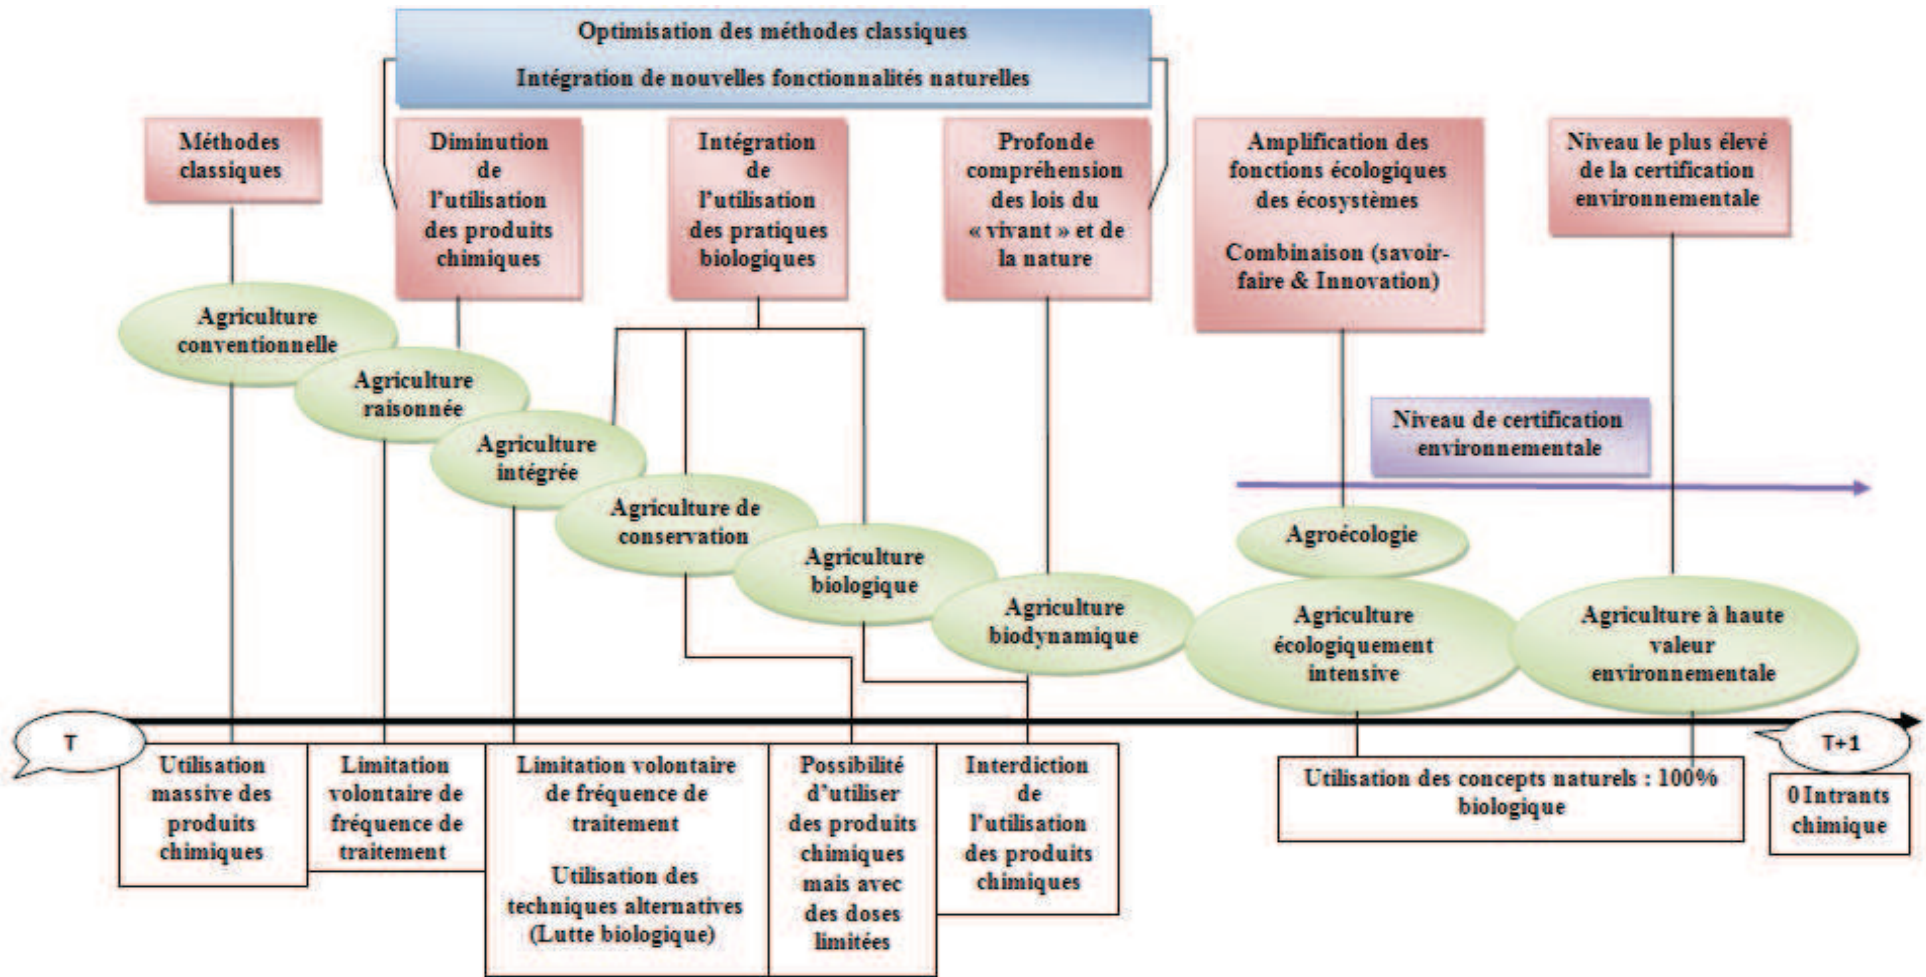 Optimisation des méthodes classiques
Intégration de nouvelles fonctionnalités naturelles
Méthodes
classiques
Diminution
de
l'utilisation
des produits
chimiques
Intégration
de
l'utilisation
des pratiques
biologiques
Profonde
compréhension
des lois du
« vivant » et de
la nature
Amplification des
fonctions écologiques
des écosystèmes
Combinaison (savoir-
faire & Innovation)
Niveau le plus élevé
de la certification
environnementale
Agriculture
conventionnelle
Agriculture
raisonnée
Agriculture
intégrée
Agriculture de
conservation
Agriculture
biologique
Agriculture
biodynamique
Niveau de certification
environnementale
Agroécologie
Agriculture
écologiquement
intensive
Agriculture à haute
valeur
environnementale
T
T+1
Utilisation
massive des
produits
chimiques
Limitation
volontaire de
fréquence de
traitement
Limitation volontaire
de fréquence de
traitement
Utilisation des
techniques alternatives
(Lutte biologique)
Possibilité
d'utiliser
des produits
chimiques
mais avec
des doses
limitées
Interdiction
de
l'utilisation
des produits
chimiques
Utilisation des concepts naturels : 100%
biologique
0 Intrants
chimique